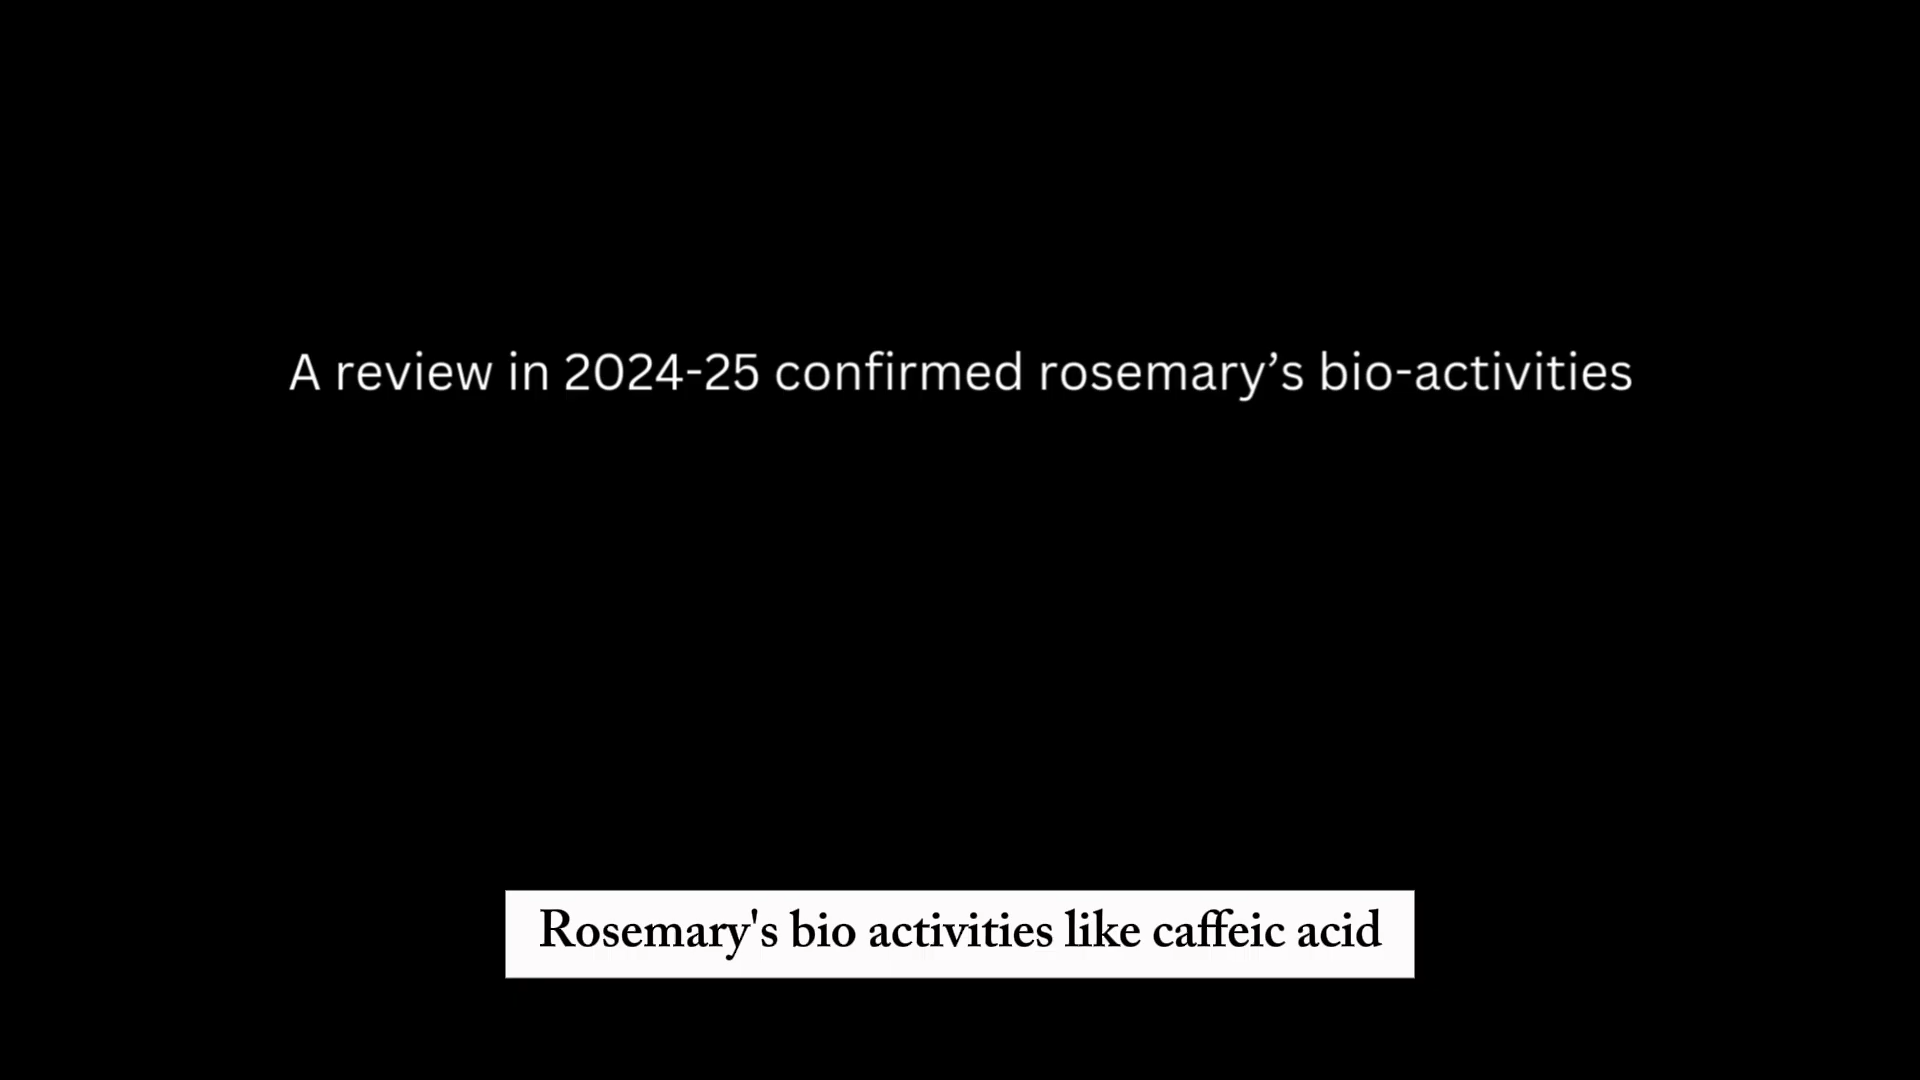 A review in 2024-25 confirmed rosemary’s bio-activities
Rosemary's bio activities like caffeic acid